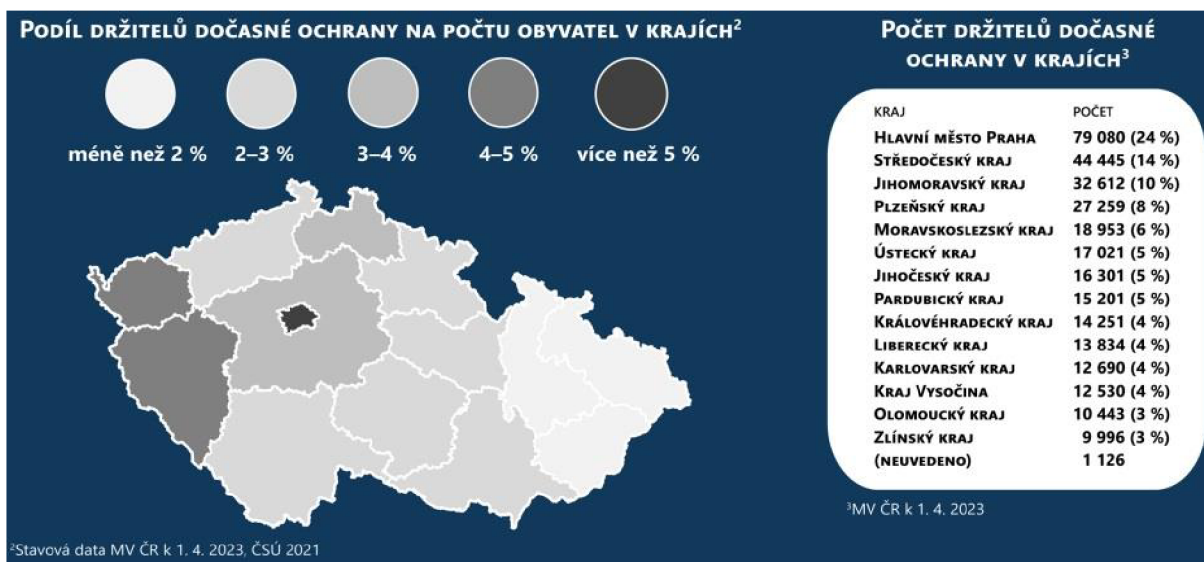 PODÍL DRŽITELŮ DOČASNÉ OCHRANY NA POČTU OBYVATEL V KRAJÍCH²
méně než 2 %
2–3 %
3–4 %
4–5 %
více než 5 %
²Stavová data MV ČR k 1. 4. 2023, ČSÚ 2021
POČET DRŽITELŮ DOČASNÉ
OCHRANY V KRAJÍCH³
KRAJ POČET
HLAVNÍ MĚSTO PRAHA 79 080 (24 %)
STŘEDOČESKÝ KRAJ 44 445 (14 %)
JIHOMORAVSKÝ KRAJ 32 612 (10 %)
PLZEŇSKÝ KRAJ 27 259 (8 %)
MORAVSKOSLEZSKÝ KRAJ 18 953 (6 %)
ÚSTECKÝ KRAJ 17 021 (5 %)
JIHOČESKÝ KRAJ 16 301 (5 %)
PARDUBICKÝ KRAJ 15 201 (5 %)
KRÁLOVÉHRADECKÝ KRAJ 14 251 (4 %)
LIBERECKÝ KRAJ 13 834 (4 %)
KARLOVARSKÝ KRAJ 12 690 (4 %)
KRAJ VYSOČINA 12 530 (4 %)
OLOMOUCKÝ KRAJ 10 443 (3 %)
ZLÍNSKÝ KRAJ 9 996 (3 %)
(NEUVEDENO) 1 126
³MV ČR k 1. 4. 2023